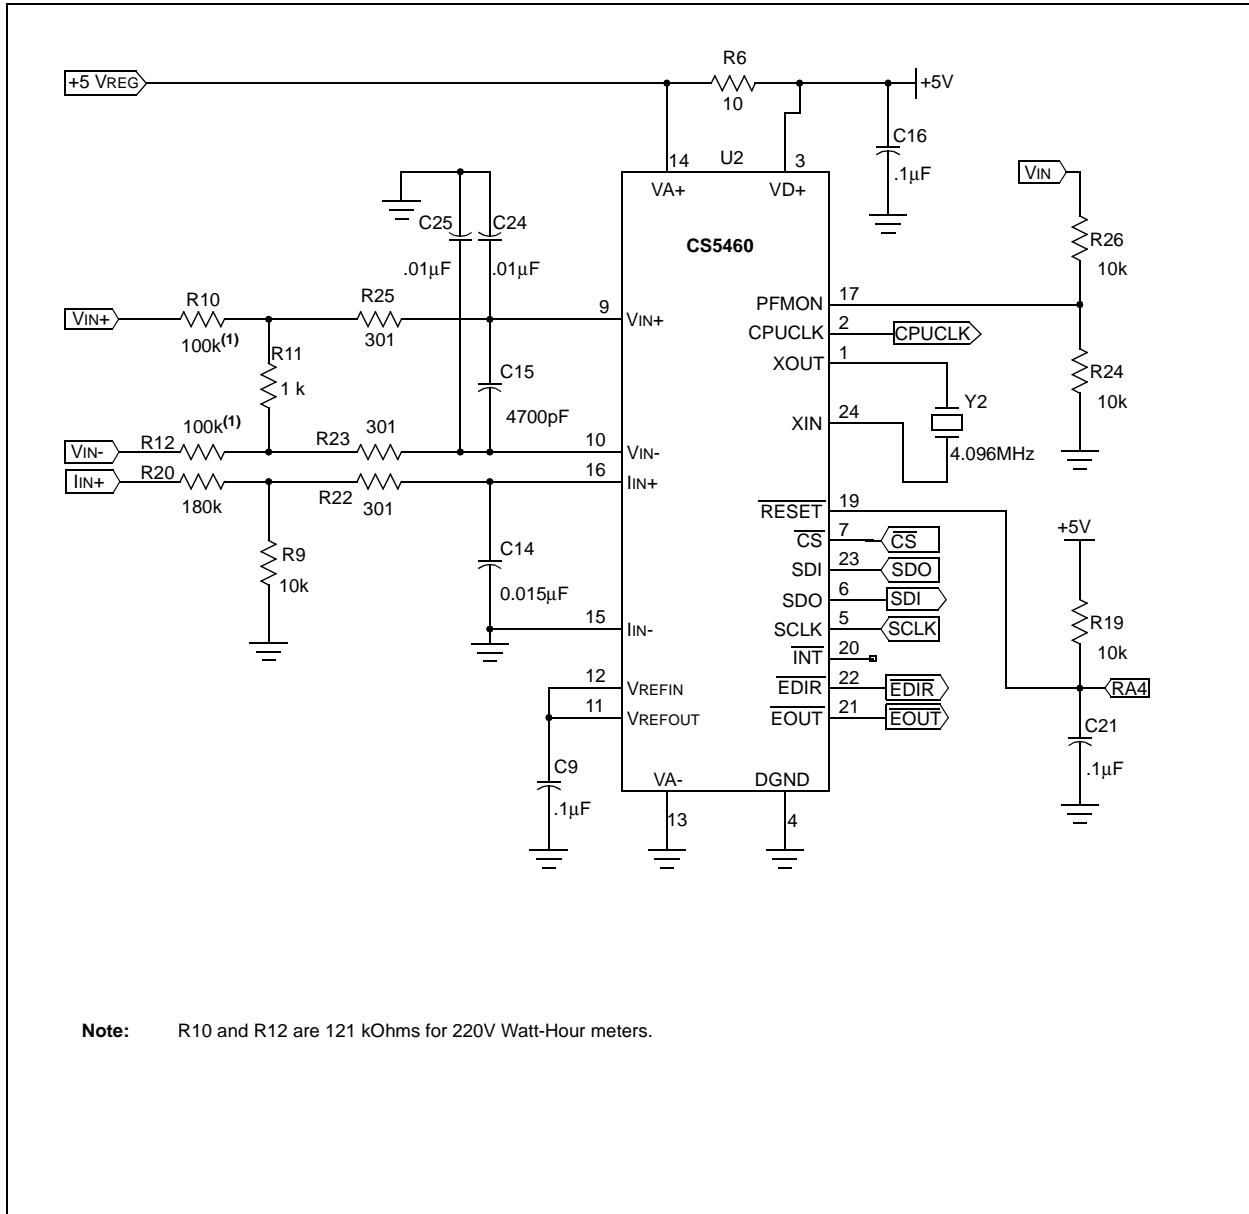 R6
+5 VREG
10
+5V
C16
.1µF
14
U2
3
VA+
VD+
VIN
C25
C24
.01µF
.01µF
CS5460
R26
10k
R10
R25
VIN+
100k(1)
301
9
VIN+
PFMON
17
CPUCLK
2
CPUCLK
XOUT
1
R11
1 k
C15
4700pF
R24
10k
Y2
4.096MHz
XIN
24
100k(1)
301
VIN-
R12
R23
10
VIN-
IIN+
R20
180k
R22
301
16
IIN+
R9
10k
C14
0.015µF
RESET
19
CS
7
CS
SDI
23
SDO
SDO
6
SDI
SCLK
5
SCLK
INT
20
EDIR
22
EDIR
EOUT
21
EOUT
+5V
R19
10k
RA4
C21
.1µF
15
IIN-
12
VREFIN
11
VREFOUT
C9
.1µF
VA-
DGND
13
4
Note: R10 and R12 are 121 kOhms for 220V Watt-Hour meters.